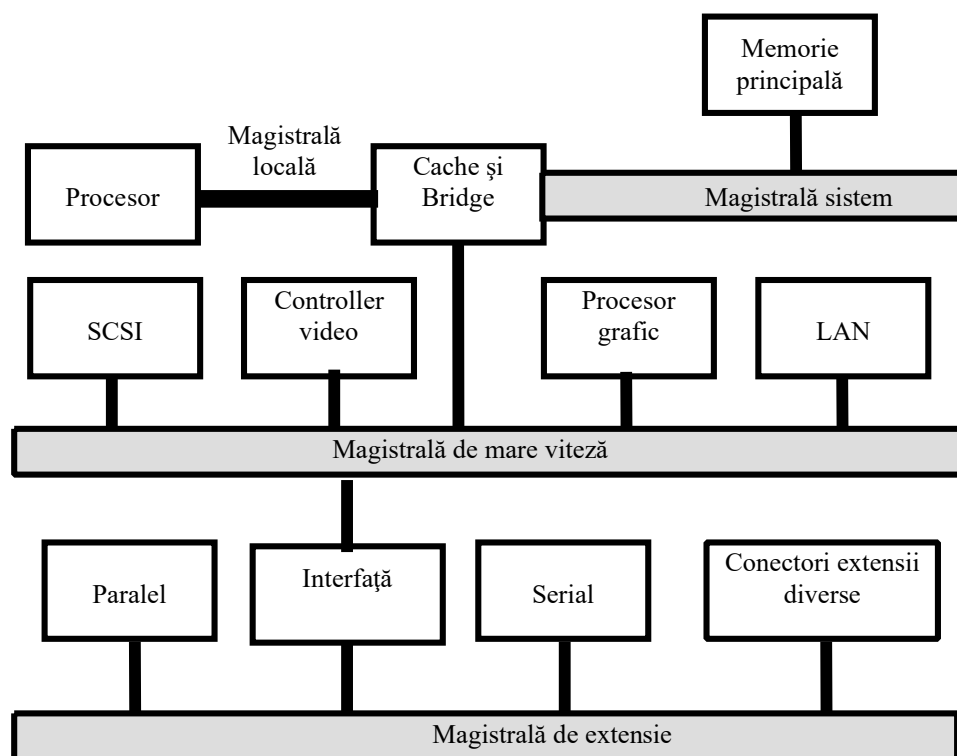 Memorie
principală
Magistrală
locală
Procesor
Cache şi
Bridge
Magistrală sistem
SCSI
Controller
video
Procesor
grafic
LAN
Magistrală de mare viteză
Paralel
Interfaţă
Serial
Conectori extensii
diverse
Magistrală de extensie